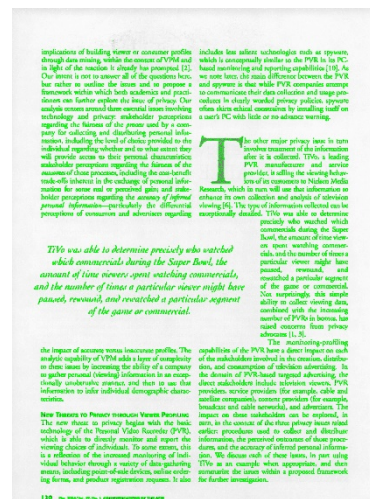 implications of building viewer or consumer profiles
through data mining, within the context of VPM and
in light of the reaction it already has prompted [2].
Our intent is not to answer all of the questions here,
but rather to outline the issues and to propose a
framework within which both academics and practi-
tioners can further explore the issue of privacy. Our
analysis centers around three essential issues involving
technology and privacy: stakeholder perceptions
regarding the fairness of the process used by a com-
pany for collecting and distributing personal infor-
mation, including the level of choice provided to the
individual regarding whether and to what extent they
will provide access to their personal characteristics;
stakeholder perceptions regarding the fairness of the
outcomes of these processes, including the cost-benefit
trade-offs inherent in the exchange of personal infor-
mation for some real or perceived gain; and stake-
holder perceptions regarding the accuracy of inferred
personal information—particularly the differential
perceptions of consumers and advertisers regarding
TiVo was able to determine precisely who watched
which commercials during the Super Bowl, the
amount of time viewers spent watching commercials,
and the number of times a particular viewer might have
paused, rewound, and rewatched a particular segment
of the game or commercial.
the impact of accurate versus inaccurate profiles. The
analytic capability of VPM adds a layer of complexity
to these issues by increasing the ability of a company
to gather personal (viewing) information in an excep-
tionally unobtrusive manner, and then to use that
information to infer individual demographic charac-
teristics.
NEW THREATS TO PRIVACY THROUGH VIEWER PROFILING
The new threat to privacy begins with the basic
technology of the Personal Video Recorder (PVR),
which is able to directly monitor and report the
viewing choices of individuals. To some extent, this
is a reflection of the increased monitoring of indi-
vidual behavior through a variety of data-gathering
means, including point-of-sale devices, online order-
ing forms, and product registration requests. It also
includes less salient technologies such as spyware,
which is conceptually similar to the PVR in its PC-
based monitoring and reporting capabilities [10]. As
we note later, the main difference between the PVR
and spyware is that while PVR companies attempt
to communicate their data collection and usage pro-
cedures in clearly worded privacy policies, spyware
often skirts ethical constraints by installing itself on
a user's PC with little or no advance warning.
The other major privacy issue in turn
involves treatment of the information
after it is collected. TiVo, a leading
PVR manufacturer and service
provider, is selling the viewing behav-
iors of its customers to Nielsen Media
Research, which in turn will use that information to
enhance its own collection and analysis of television
viewing [6]. The type of information collected can be
exceptionally detailed. TiVo was able to determine
precisely who watched which
commercials during the Super
Bowl, the amount of time view-
ers spent watching commer-
cials, and the number of times a
particular viewer might have
paused, rewound, and
rewatched a particular segment
of the game or commercial.
Not surprisingly, this simple
ability to collect viewing data,
combined with the increasing
number of PVRs in homes, has
raised concerns from privacy
advocates [1, 3].
The monitoring-profiling
capabilities of the PVR have a direct impact on each
of the stakeholders involved in the creation, distribu-
tion, and consumption of television advertising. In
the domain of PVR-based targeted advertising, the
direct stakeholders include television viewers, PVR
providers, service providers (for example, cable and
satellite companies), content providers (for example,
broadcast and cable networks), and advertisers. The
impact on these stakeholders can be explored, in
turn, in the context of the three privacy issues raised
earlier: procedures used to collect and distribute
information, the perceived outcomes of those proce-
dures, and the accuracy of inferred personal informa-
tion. We discuss each of these issues, in part using
TiVo as an example when appropriate, and then
summarize the issues within a proposed framework
for further investigation.